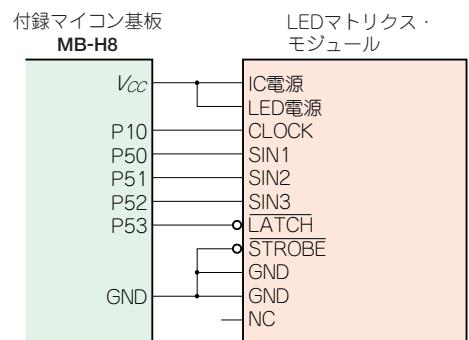 付録マイコン基板
MB-H8
LEDマトリクス・
モジュール
VCC
P10
P50
P51
P52
P53
GND
IC電源
LED電源
CLOCK
SIN1
SIN2
SIN3
LATCH
STROBE
GND
GND
NC